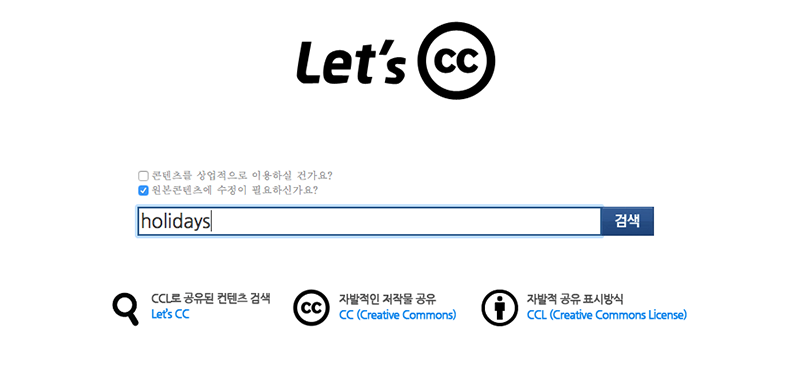 Let's CC
콘텐츠를 상업적으로 이용하실 건가요?
원본콘텐츠에 수정이 필요하신가요?
holidays 검색
CCL로 공유된 컨텐츠 검색
Let's CC
CC
자발적인 저작물 공유
CC (Creative Commons)
자발적 공유 표시방식
CCL (Creative Commons License)